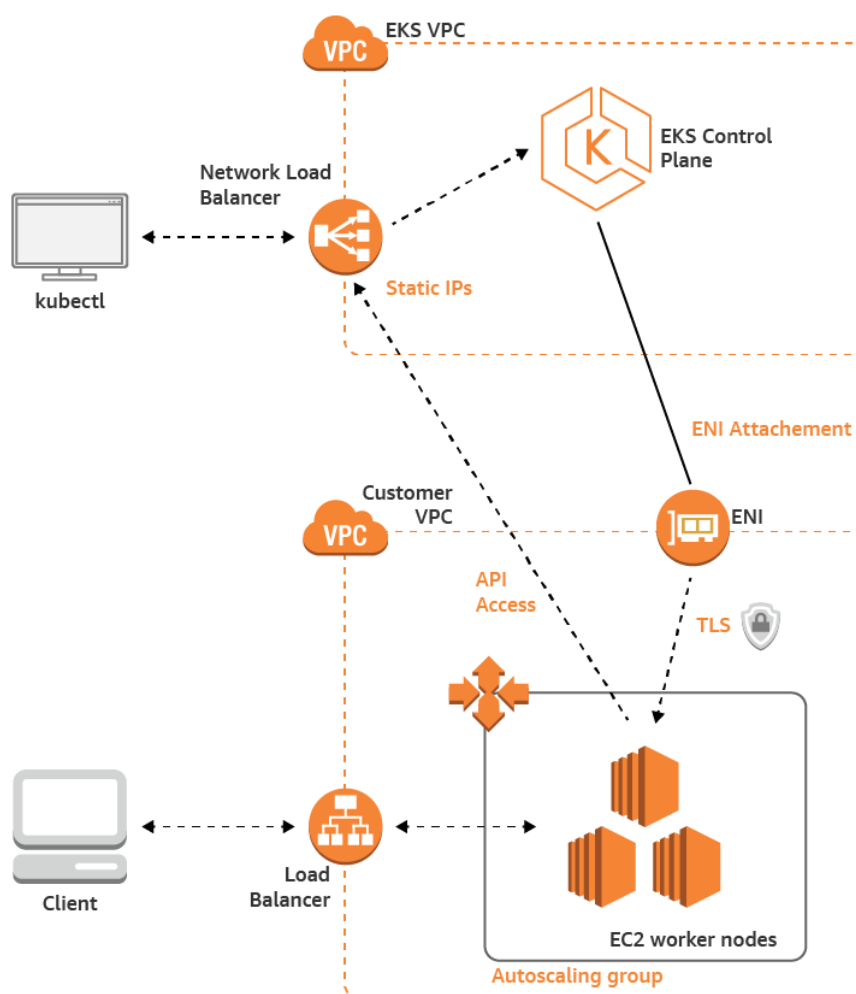 VPC
EKS VPC
K
EKS Control
Plane
Network Load
Balancer
kubectl
Static IPs
ENI Attachement
Customer
VPC
VPC
ENI
API
Access
TLS
Client
Load
Balancer
EC2 worker nodes
Autoscaling group